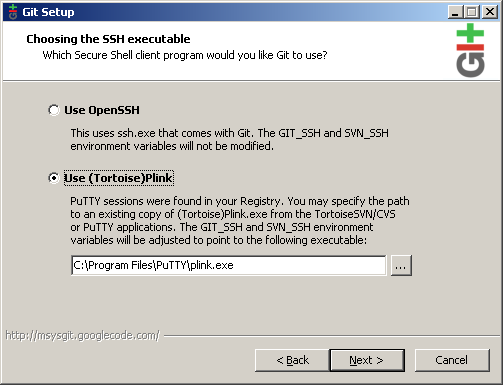 Git Setup
Choosing the SSH executable
Which Secure Shell client program would you like Git to use?
Git
Use OpenSSH
This uses ssh.exe that comes with Git. The GIT_SSH and SVN_SSH
environment variables will not be modified.
Use (Tortoise)Plink
PuTTY sessions were found in your Registry. You may specify the path
to an existing copy of (Tortoise)Plink.exe from the TortoiseSVN/CVS
or PuTTY applications. The GIT_SSH and SVN_SSH environment
variables will be adjusted to point to the following executable:
C:\Program Files\PuTTY\plink.exe
...
http://msysgit.googlecode.com/
< Back
Next >
Cancel